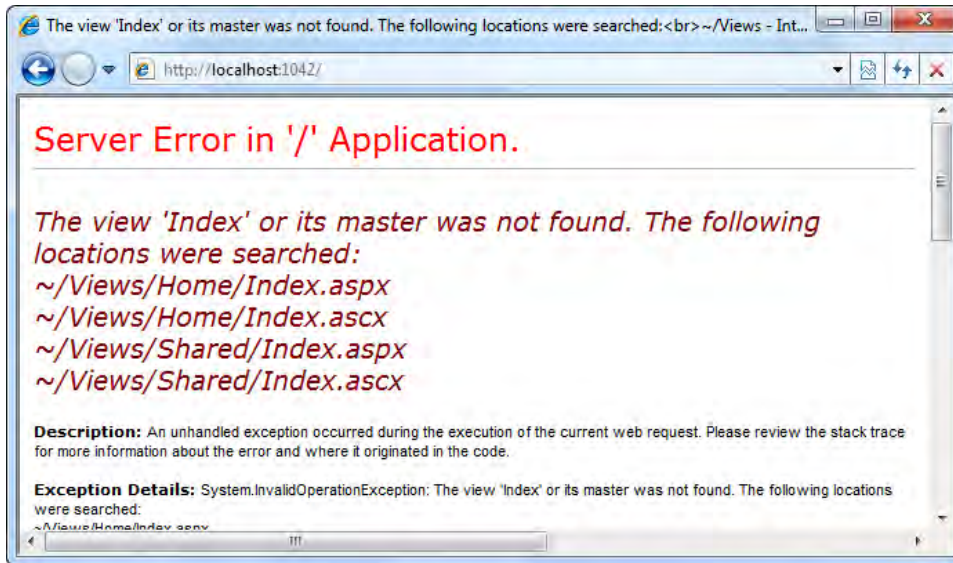 The view 'Index' or its master was not found. The following locations were searched:<br>~/Views - Int...
http://localhost:1042/
Server Error in '/' Application.
The view 'Index' or its master was not found. The following
locations were searched:
~/Views/Home/Index.aspx
~/Views/Home/Index.ascx
~/Views/Shared/Index.aspx
~/Views/Shared/Index.ascx
Description: An unhandled exception occurred during the execution of the current web request. Please review the stack trace
for more information about the error and where it originated in the code.
Exception Details: System.InvalidOperationException: The view 'Index' or its master was not found. The following locations
were searched:
~/Views/Home/Index.aspx